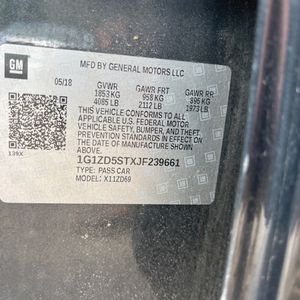 GM
MFD BY GENERAL MOTORS LLC
05/18 GVWR GAWR FRT GAWR RR
1853 KG 958 KG 895 KG
4085 LB 2112 LB 1973 LB
THIS VEHICLE CONFORMS TO ALL
APPLICABLE U.S. FEDERAL MOTOR
VEHICLE SAFETY, BUMPER, AND THEFT
PREVENTION STANDARDS IN EFFECT ON
THE DATE OF MANUFACTURE SHOWN ABOVE.
139X
1G1ZD5STXJF239661
TYPE: PASS CAR
MODEL: X11ZD69